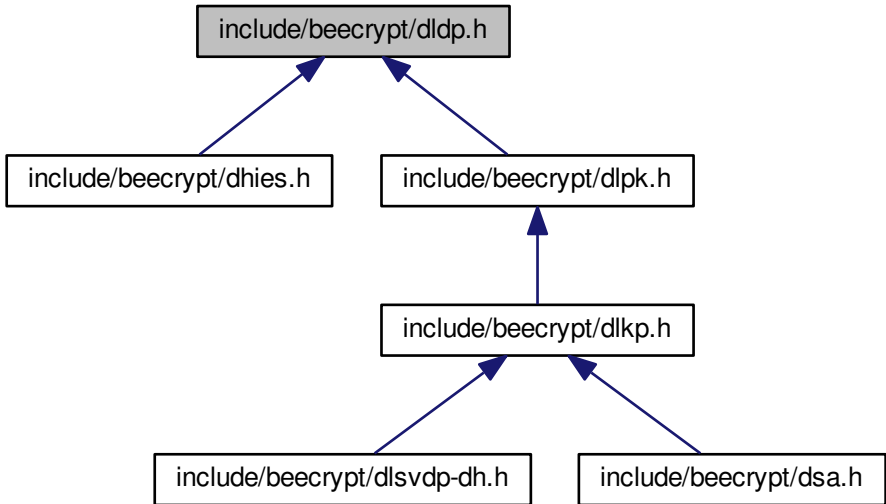 include/beecrypt/dldp.h
include/beecrypt/dhies.h
include/beecrypt/dlpk.h
include/beecrypt/dlkp.h
include/beecrypt/dlsvdp-dh.h
include/beecrypt/dsa.h